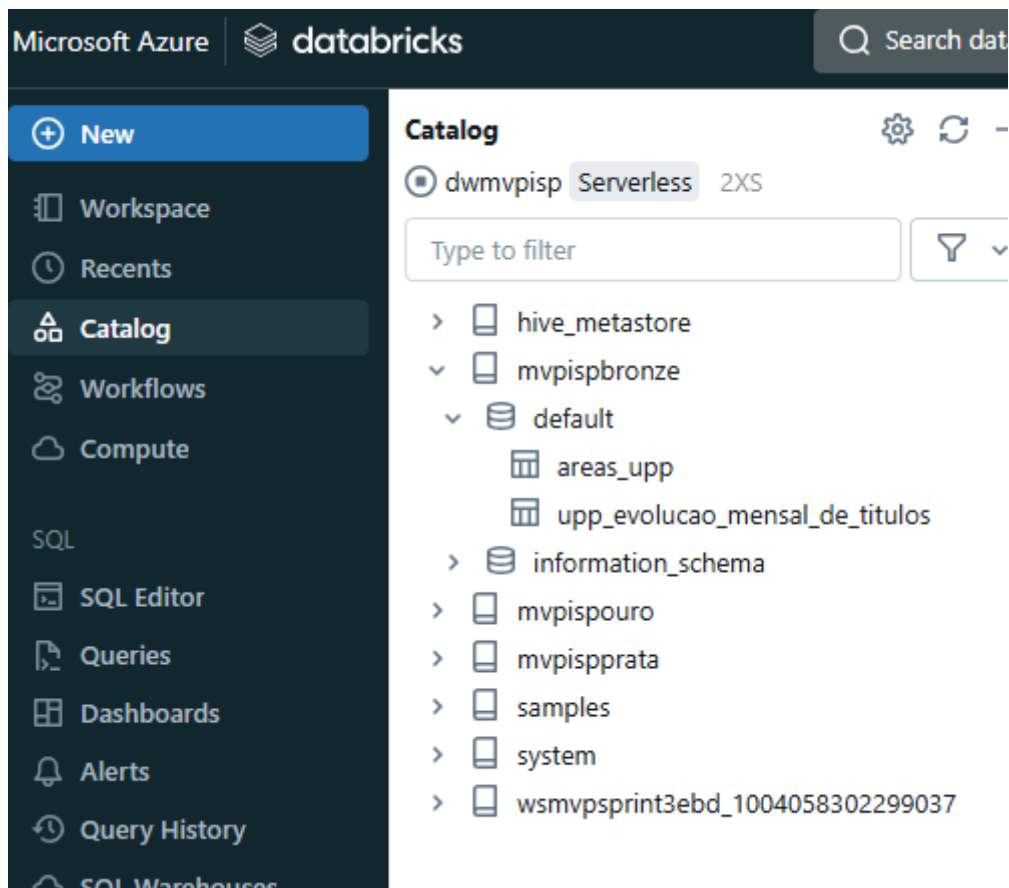 Microsoft Azure databricks Search dat
New
Workspace
Recents
Catalog
Workflows
Compute
SQL
SQL Editor
Queries
Dashboards
Alerts
Query History
SQL Warehouses
Catalog
dwmvpisp Serverless 2XS
Type to filter
hive_metastore
mvpispbronze
default
areas_upp
upp_evolucao_mensal_de_titulos
information_schema
mvpispouro
mvpispprata
samples
system
wsmvpsprint3ebd_1004058302299037